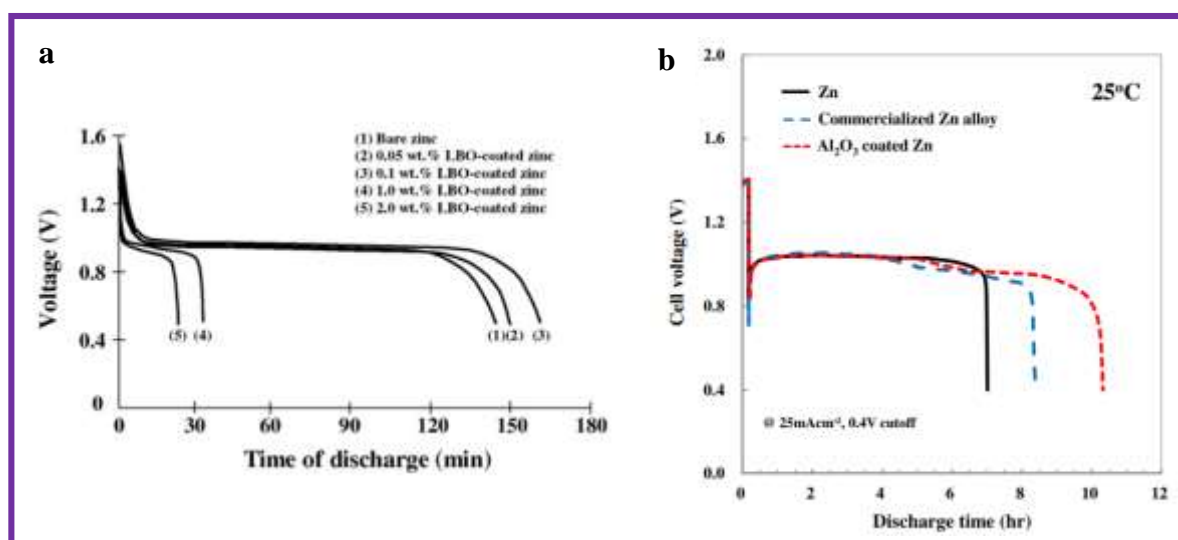 a
1.6
1.2
0.8
0.4
0
Voltage (V)
(1) Bare zinc
(2) 0.05 wt.% LBO-coated zinc
(3) 0.1 wt.% LBO-coated zinc
(4) 1.0 wt.% LBO-coated zinc
(5) 2.0 wt.% LBO-coated zinc
(5) (4) (1) (2) (3)
0 30 60 90 120 150 180
Time of discharge (min)
b
2.0
1.6
1.2
0.8
0.4
0.0
Cell voltage (V)
25°C
Zn
Commercialized Zn alloy
Al₂O₃ coated Zn
@ 25mAcm⁻², 0.4V cutoff
0 2 4 6 8 10 12
Discharge time (hr)